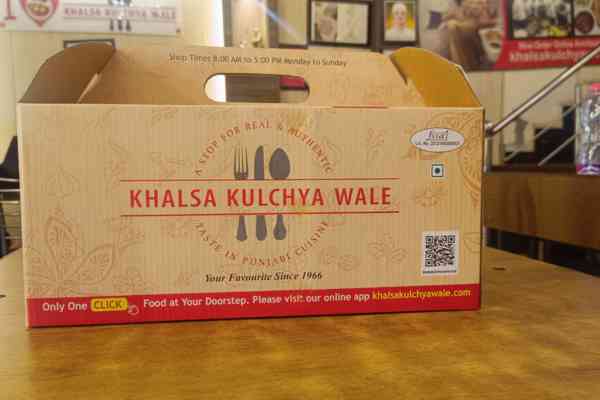 KHALSA KULCHYA WALE
Shop Times 8:00 AM to 5:00 PM Monday to Sunday
A STOP FOR REAL & AUTHENTIC
KHALSA KULCHYA WALE
TASTE IN PUNJABI CUISINE
Your Favourite Since 1966
fssai
Only One CLICK Food at Your Doorstep. Please visit our online app khalsakulchyawale.com